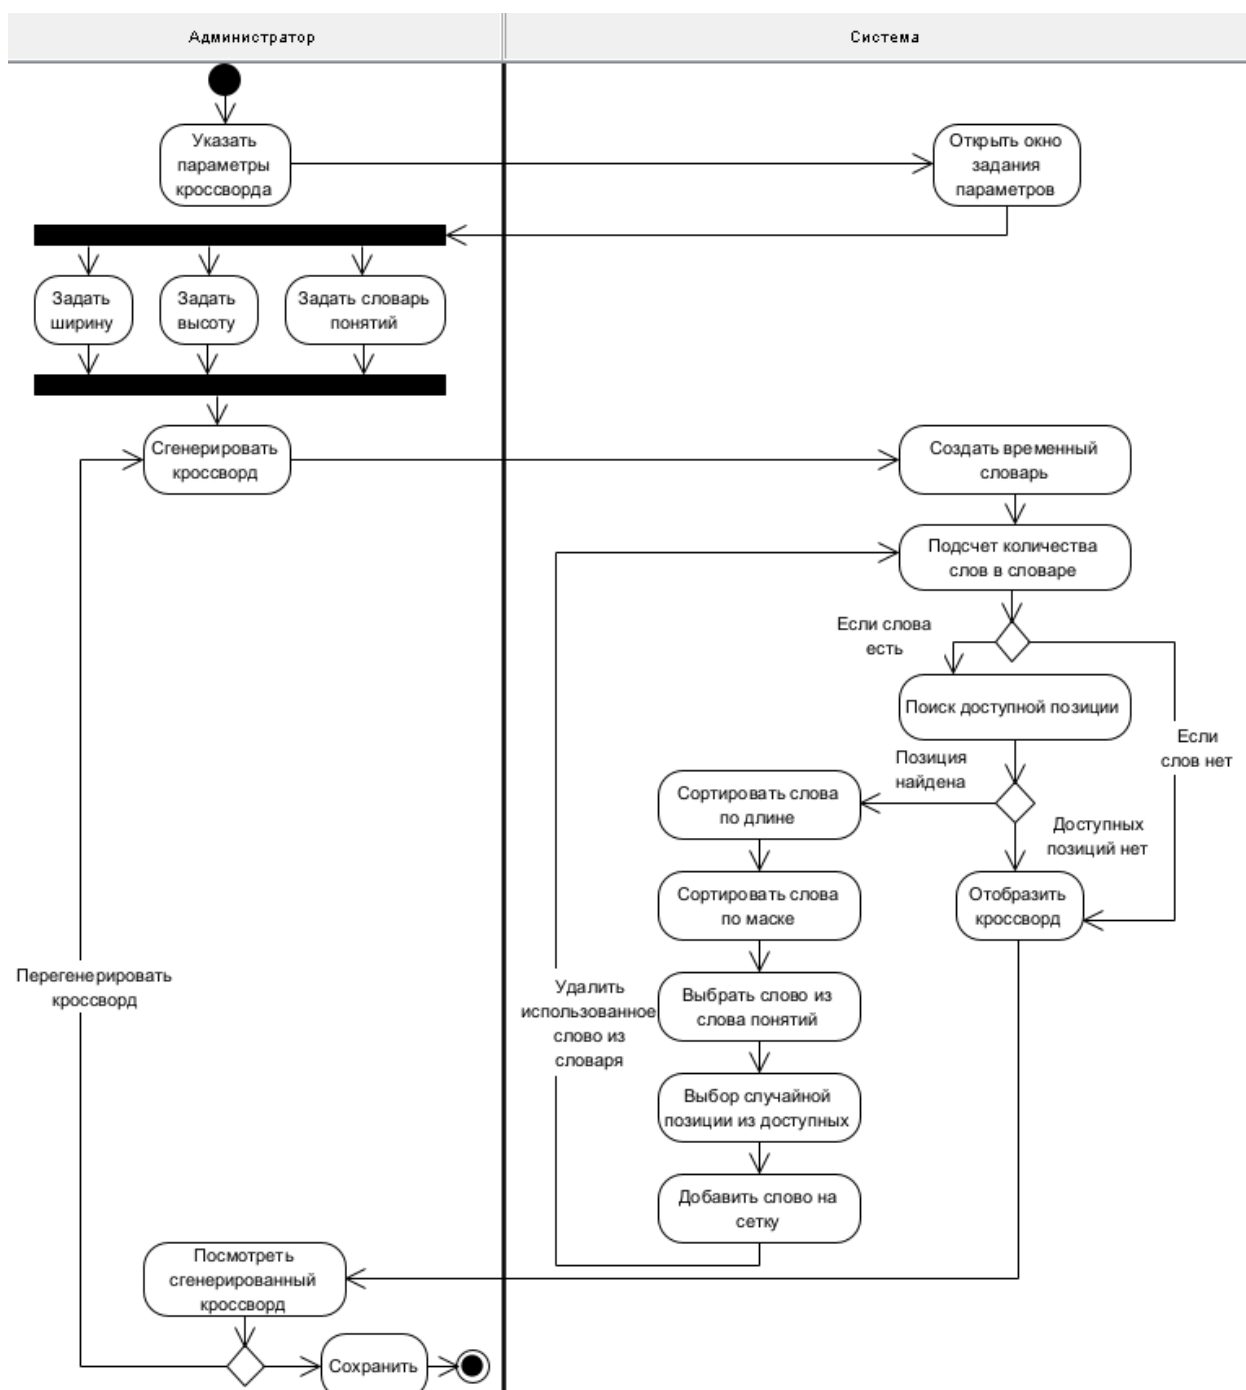 Администратор
Система
Указать
параметры
кроссворда
Открыть окно
задания
параметров
Задать
ширину
Задать
высоту
Задать словарь
понятий
Сгенерировать
кроссворд
Создать временный
словарь
Подсчет количества
слов в словаре
Если слова
есть
Поиск доступной позиции
Если
слов нет
Позиция
найдена
Сортировать слова
по длине
Доступных
позиций нет
Сортировать слова
по маске
Отобразить
кроссворд
Перегенерировать
кроссворд
Удалить
использованное
слово из
словаря
Выбрать слово из
слова понятий
Выбор случайной
позиции из доступных
Добавить слово на
сетку
Посмотреть
сгенерированный
кроссворд
Сохранить